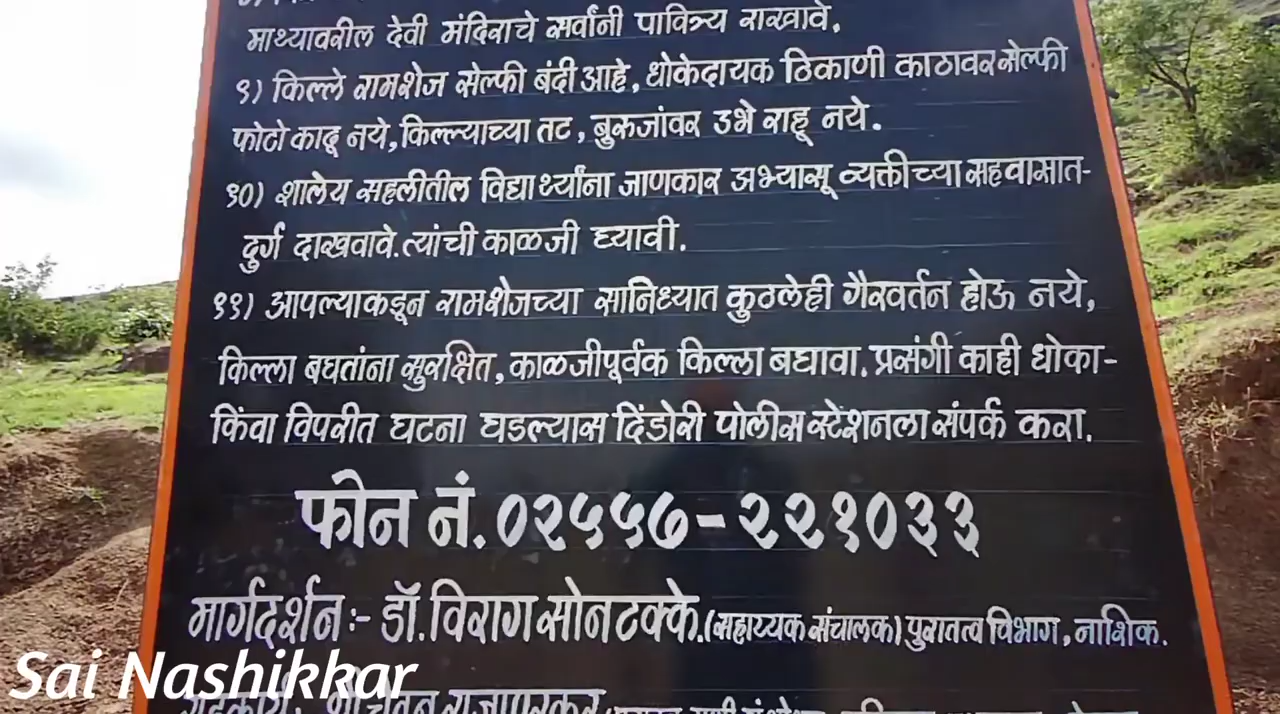 माथ्यावरील देवी मंदिराचे सर्वांनी पावित्र्य राखावे.
९) किल्ले रामशेज सेल्फी बंदी आहे, धोकेदायक ठिकाणी काठावर सेल्फी
फोटो काढू नये, किल्ल्याच्या तट, बुरुजांवर उभे राहू नये.
१०) शालेय सहलीतील विद्यार्थ्यांना जाणकार अभ्यासू व्यक्तीच्या सहवासात-
दुर्ग दाखवावे. त्यांची काळजी घ्यावी.
११) आपल्याकडून रामशेजच्या सानिध्यात कुठलेही गैरवर्तन होऊ नये,
किल्ला बघतांना सुरक्षित, काळजीपूर्वक किल्ला बघावा. प्रसंगी काही धोका-
किंवा विपरीत घटना घडल्यास दिंडोरी पोलीस स्टेशनला संपर्क करा.
फोन नं. ०२५५७-२२१०३३
मार्गदर्शन:- डॉ. विराग सोनटक्के. (सहाय्यक संचालक) पुरातत्व विभाग, नाशिक.
Sai Nashikkar